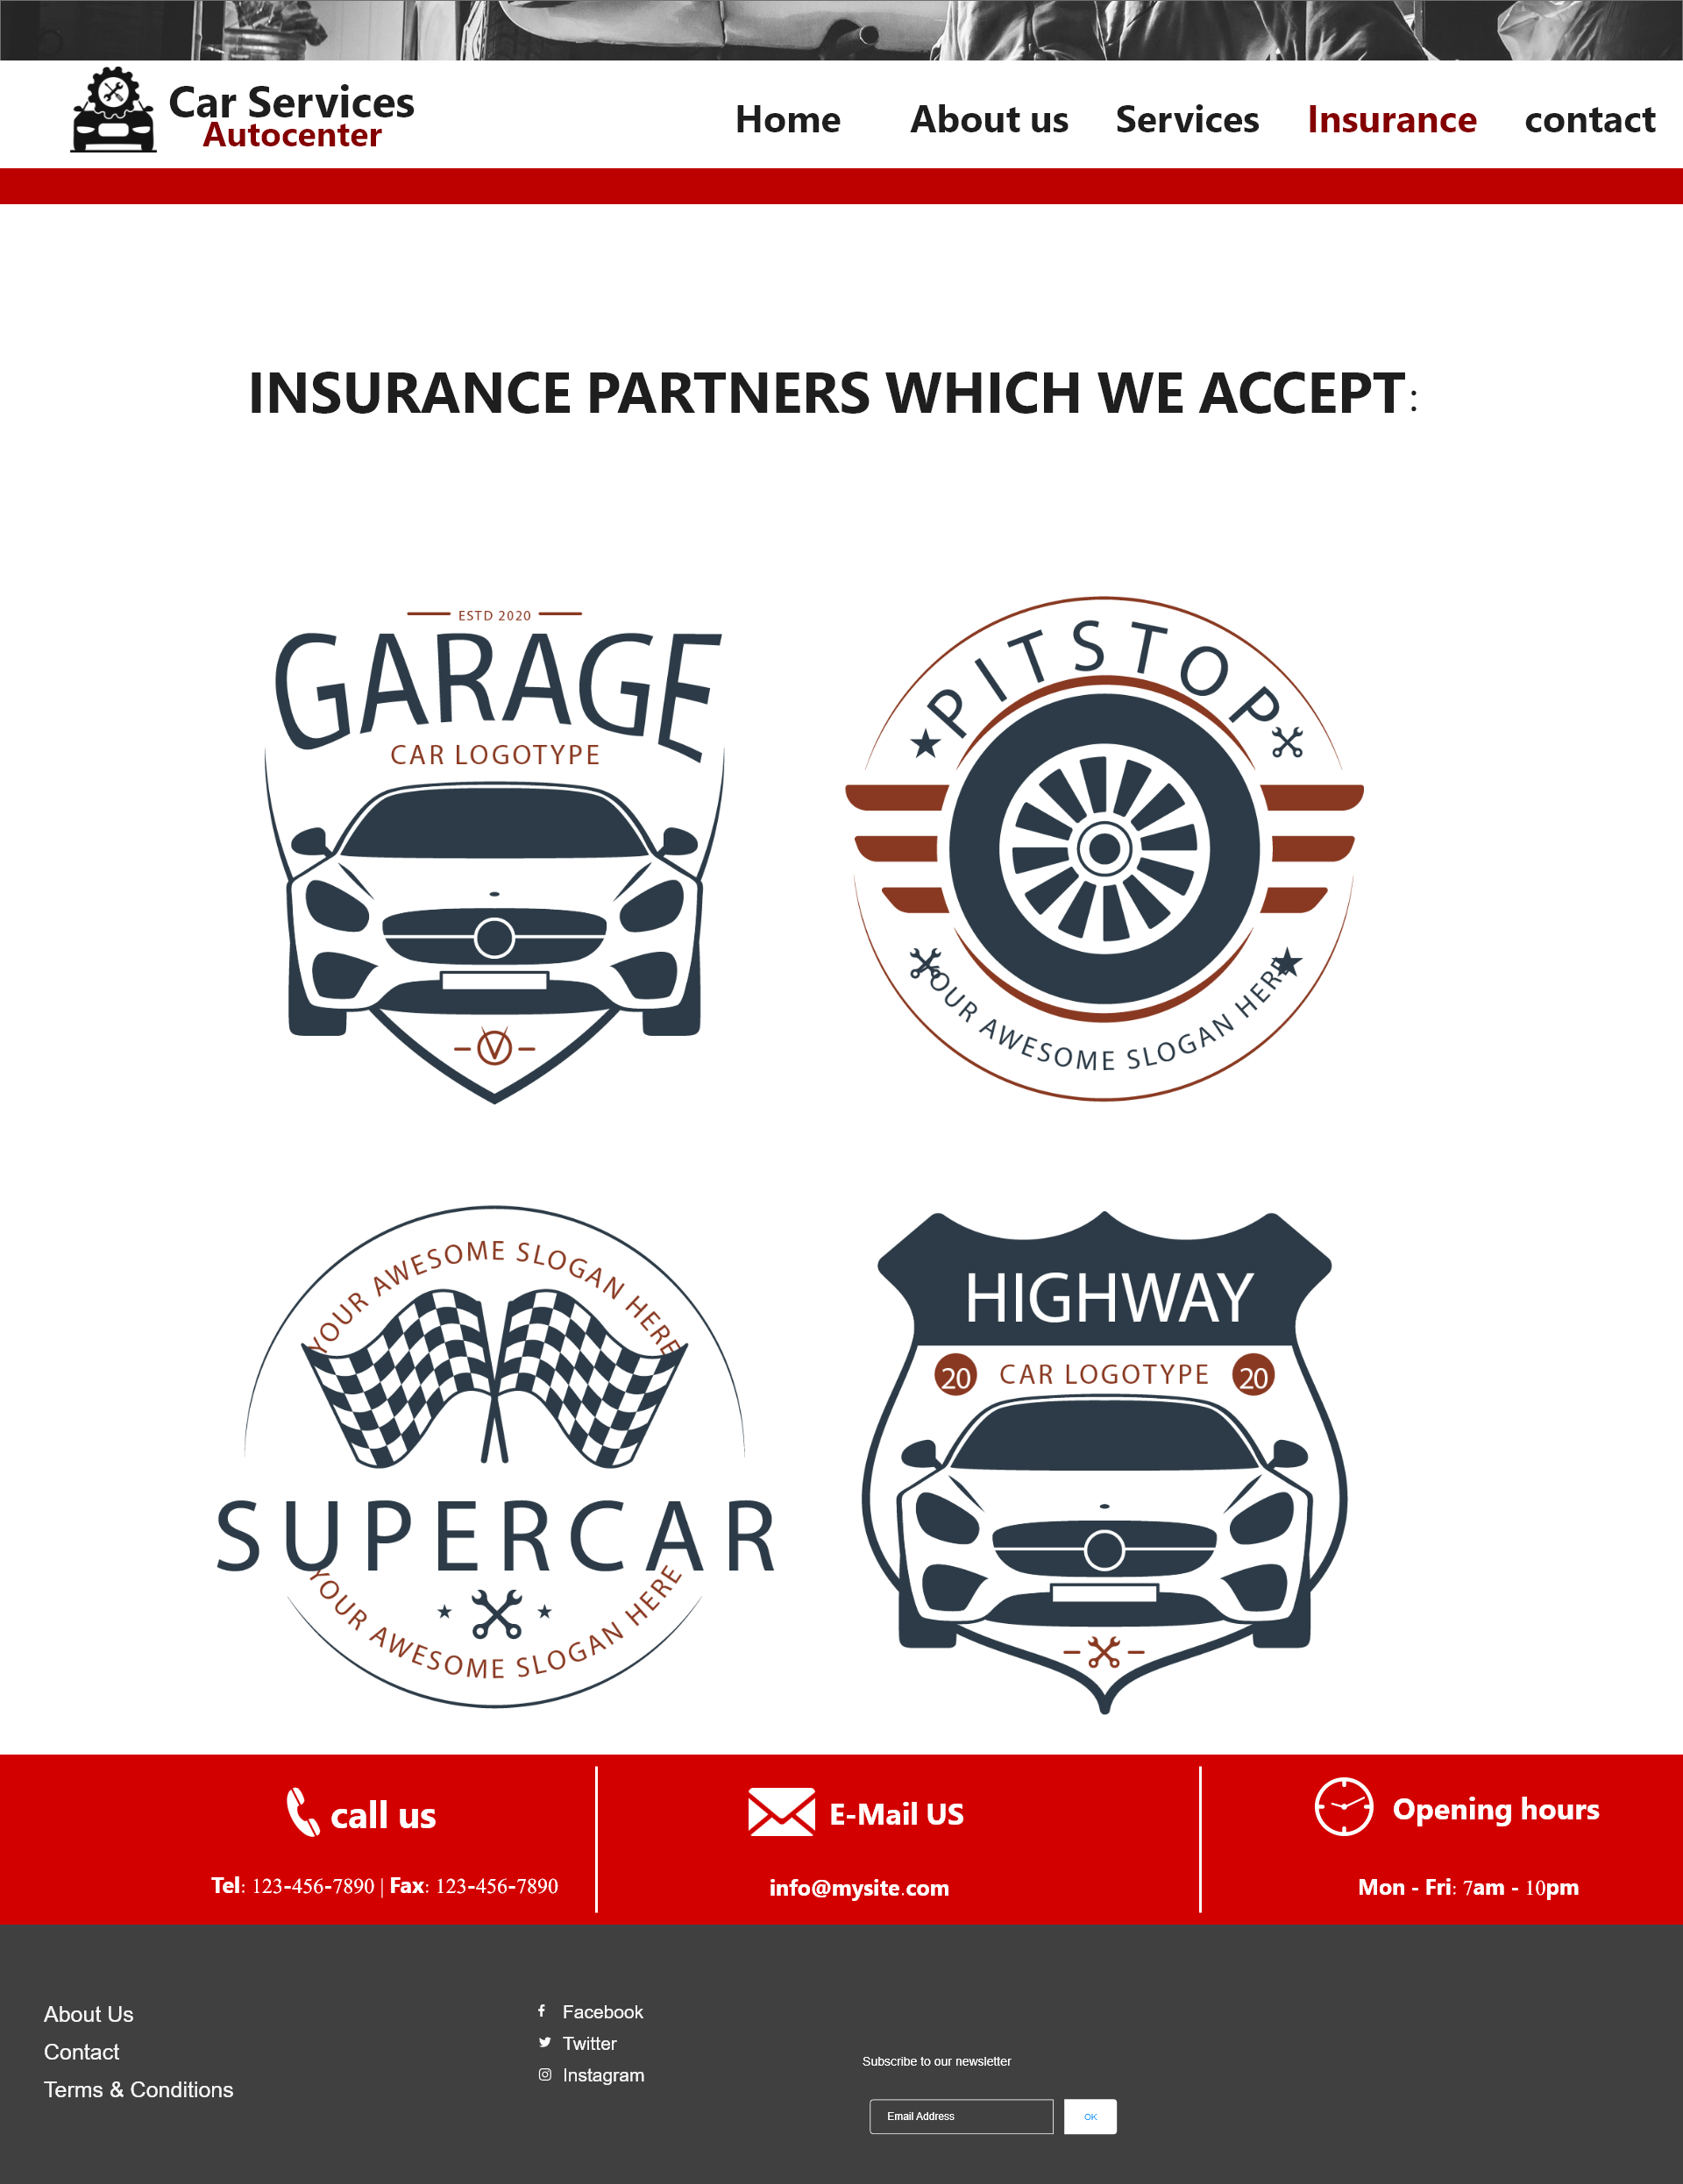 Car Services
Autocenter
Home About us Services Insurance contact
INSURANCE PARTNERS WHICH WE ACCEPT:
ESTD 2020
GARAGE
CAR LOGOTYPE
V
PITSTOP
YOUR AWESOME SLOGAN HERE
YOUR AWESOME SLOGAN HERE
SUPERCAR
YOUR AWESOME SLOGAN HERE
HIGHWAY
20 CAR LOGOTYPE 20
call us
Tel: 123-456-7890 | Fax: 123-456-7890
E-Mail US
info@mysite.com
Opening hours
Mon - Fri: 7am - 10pm
About Us
Contact
Terms & Conditions
Facebook
Twitter
Instagram
Subscribe to our newsletter
Email Address
OK